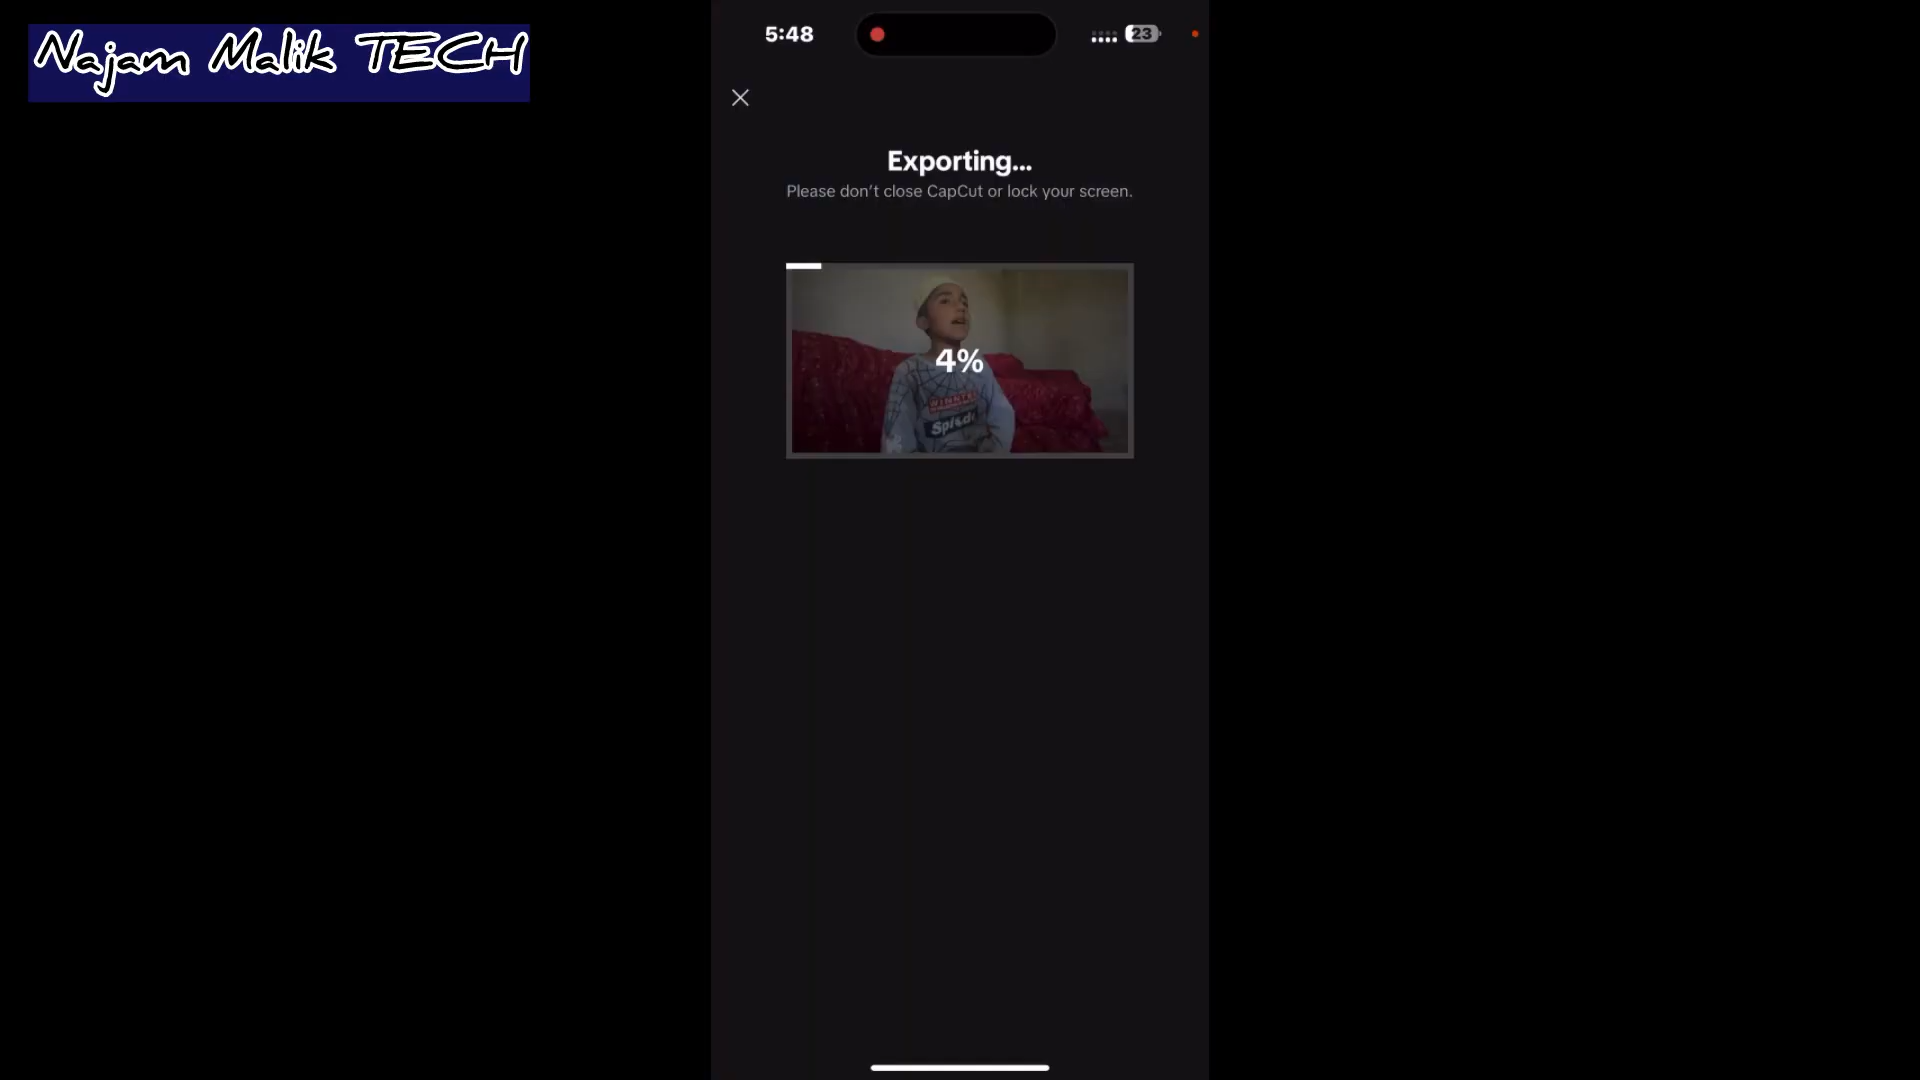 Najam Malik TECH
5:48
23
Exporting...
Please don't close CapCut or lock your screen.
4%